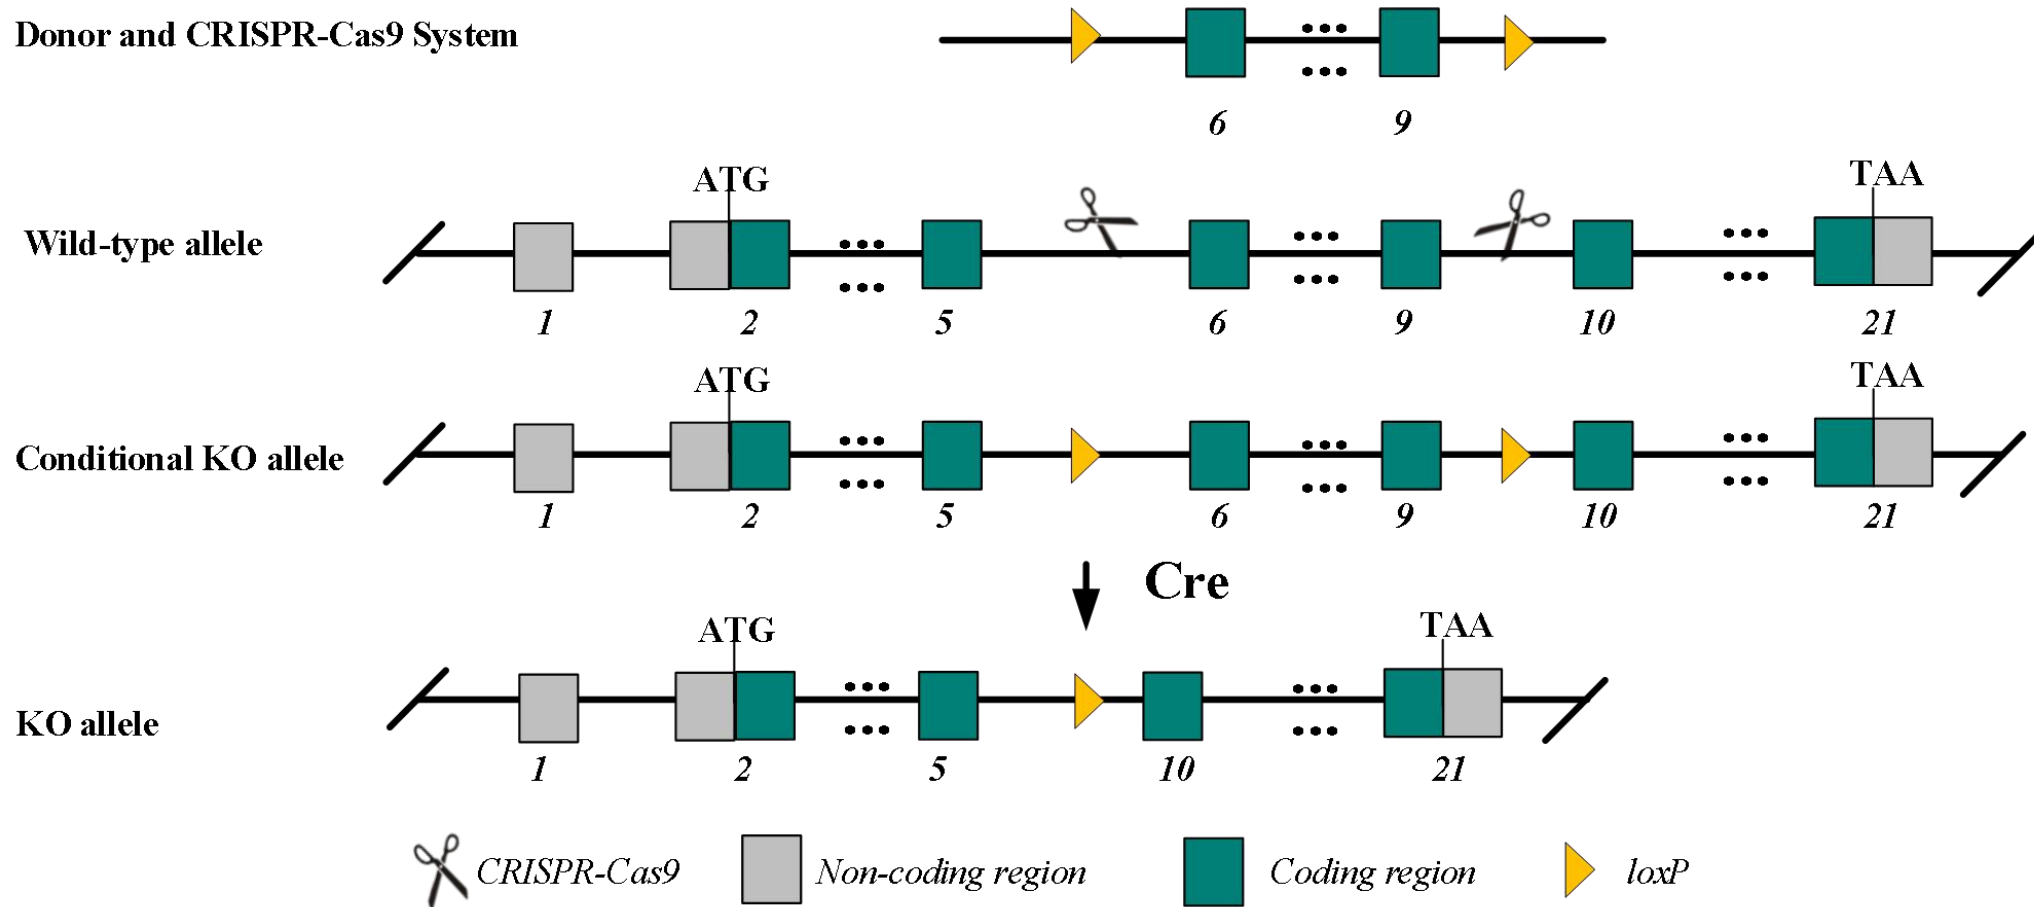 Donor and CRISPR-Cas9 System
6 9
ATG TAA
Wild-type allele
1 2 5 6 9 10 21
ATG TAA
Conditional KO allele
1 2 5 6 9 10 21
Cre
ATG TAA
KO allele
1 2 5 10 21
CRISPR-Cas9 Non-coding region Coding region loxP